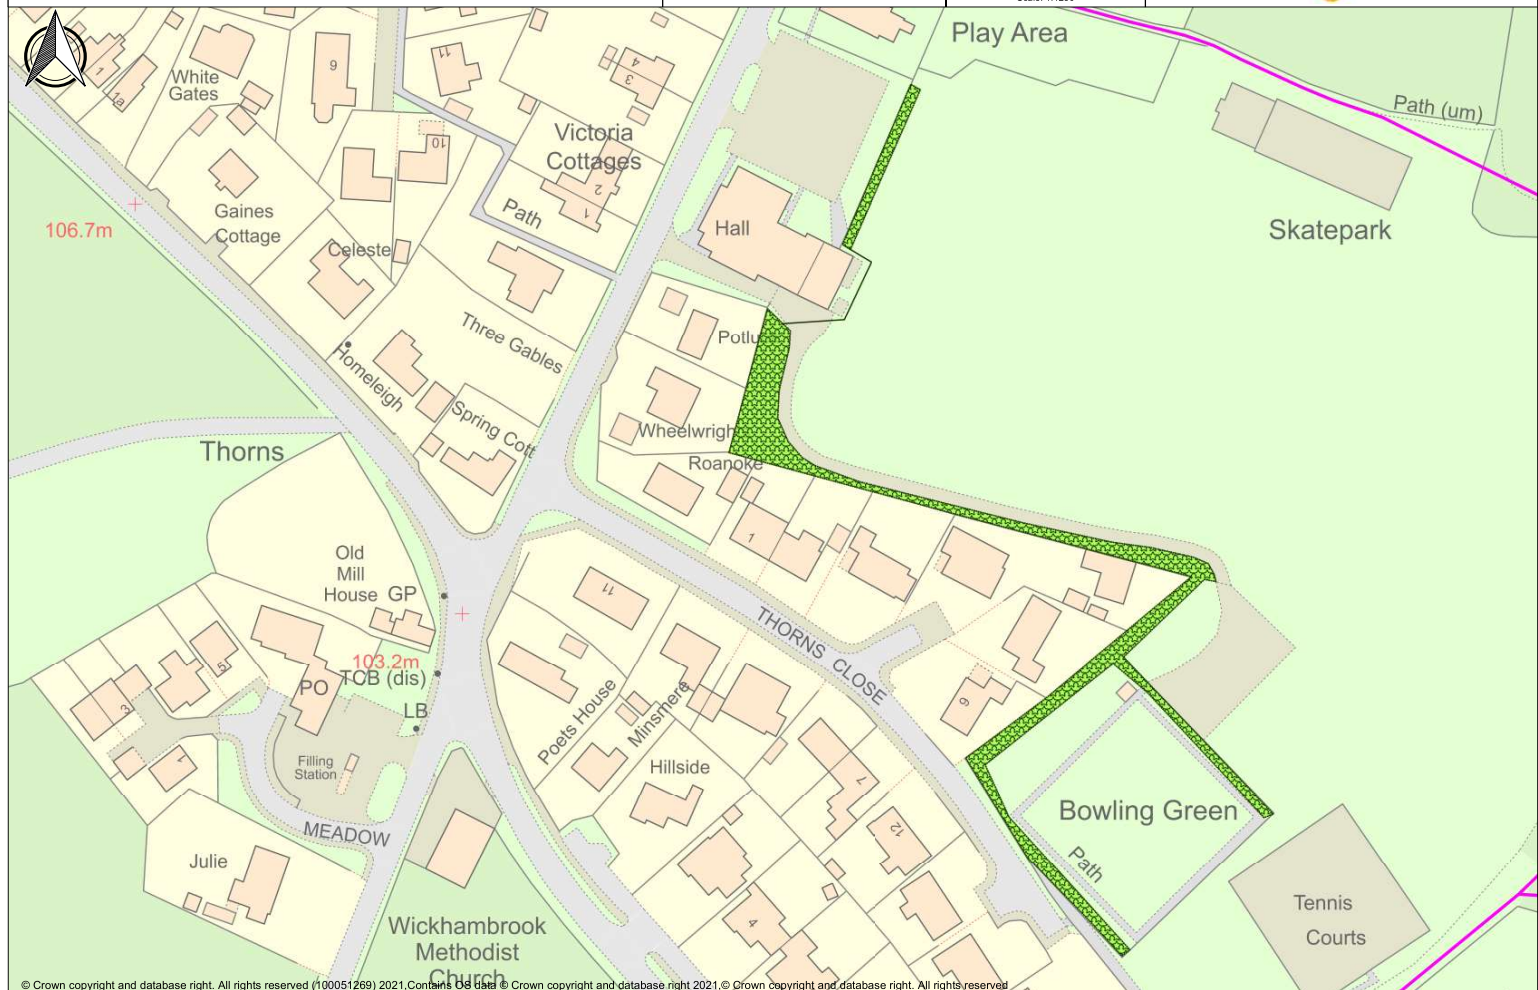 Play Area
White
Gates
1
1a
9
11
4
3
10
Victoria
Cottages
2
1
Path (um)
Path
Hall
Skatepark
106.7m
Gaines
Cottage
Celeste
Three Gables
Homeleigh
Spring Cott
Wheelwrigh
Roanoke
Thorns
1
Old
Mill
House
GP
11
THORNS CLOSE
103.2m
TCB (dis)
PO
LB
5
3
1
Poets House
Minsmere
9
Filling
Station
Hillside
7
12
Bowling Green
Path
MEADOW
Julie
4
Tennis
Courts
Wickhambrook
Methodist
Church
© Crown copyright and database right. All rights reserved (100051269) 2021,Contains OS data © Crown copyright and database right 2021,© Crown copyright and database right. All rights reserved